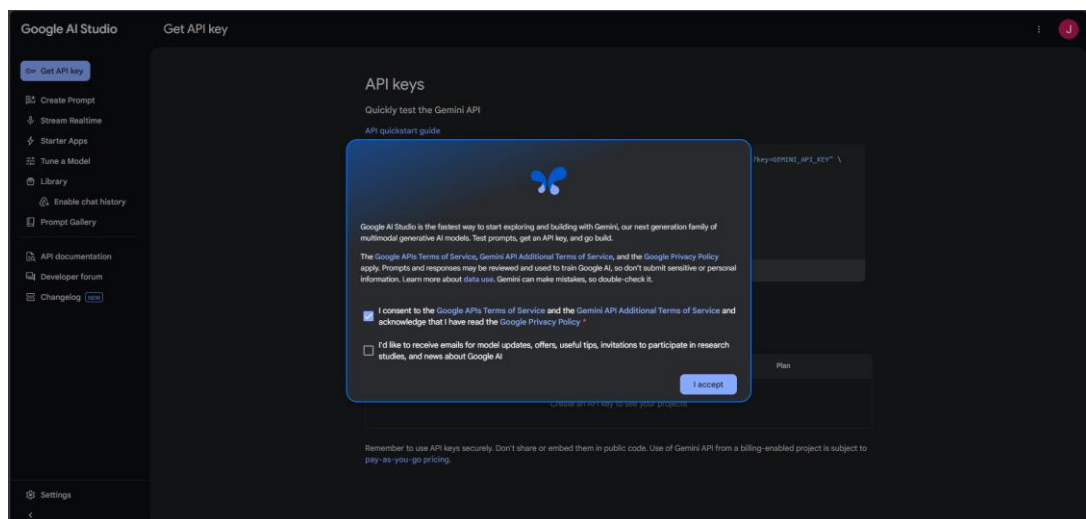 Google AI Studio
Get API key
J
Get API key
Create Prompt
Stream Realtime
Starter Apps
Tune a Model
Library
Enable chat history
Prompt Gallery
API documentation
Developer forum
Changelog NEW
Settings
API keys
Quickly test the Gemini API
API quickstart guide
?key=GEMINI_API_KEY" \
Google AI Studio is the fastest way to start exploring and building with Gemini, our next generation family of
multimodal generative AI models. Test prompts, get an API key, and go build.
The Google APIs Terms of Service, Gemini API Additional Terms of Service, and the Google Privacy Policy
apply. Prompts and responses may be reviewed and used to train Google AI, so don't submit sensitive or personal
information. Learn more about data use. Gemini can make mistakes, so double-check it.
I consent to the Google APIs Terms of Service and the Gemini API Additional Terms of Service and
acknowledge that I have read the Google Privacy Policy *
I'd like to receive emails for model updates, offers, useful tips, invitations to participate in research
studies, and news about Google AI
I accept
Plan
Create an API key to see your projects
Remember to use API keys securely. Don't share or embed them in public code. Use of Gemini API from a billing-enabled project is subject to
pay-as-you-go pricing.